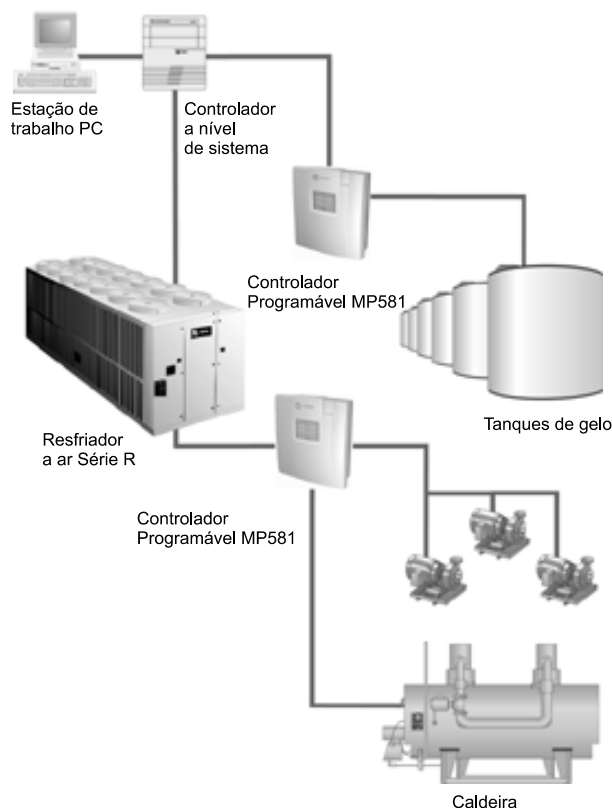 Estação de
trabalho PC
Controlador
a nível
de sistema
Controlador
Programável MP581
Tanques de gelo
Resfriador
a ar Série R
Controlador
Programável MP581
Caldeira